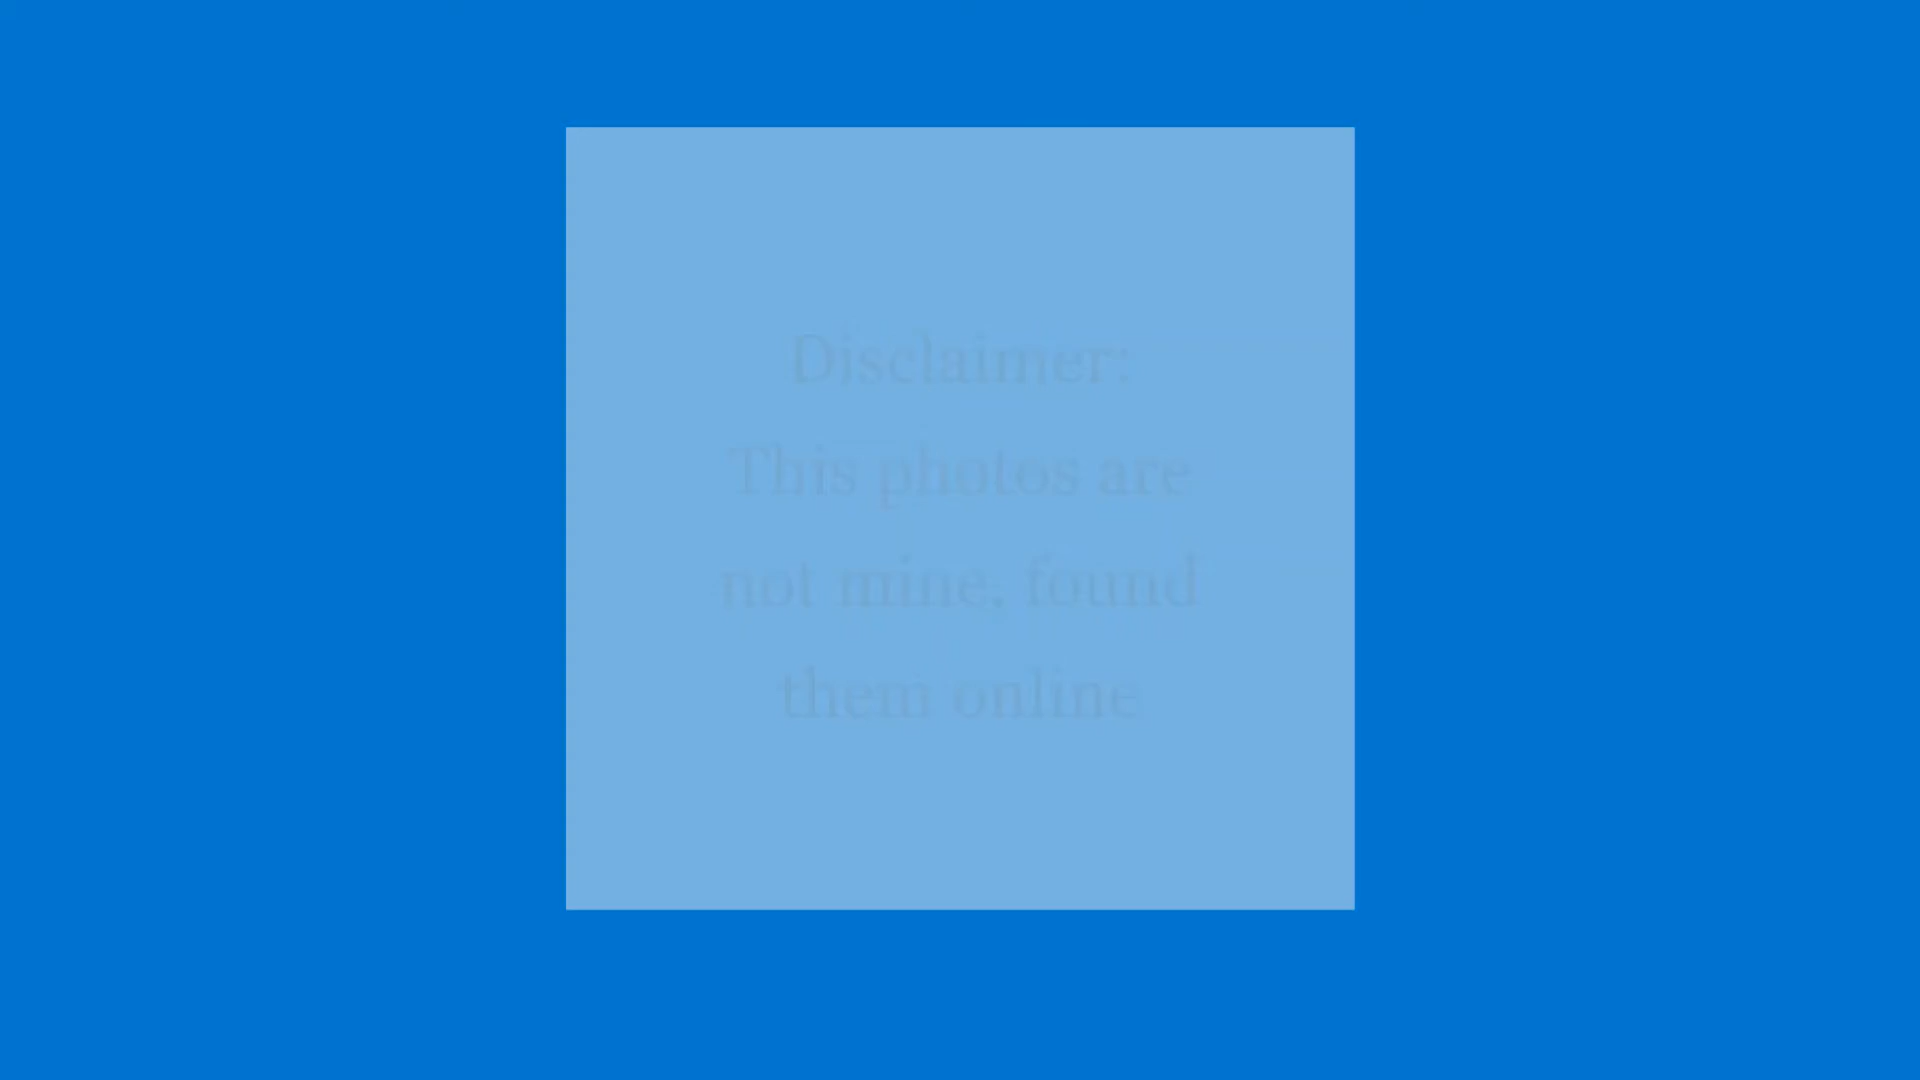 Disclaimer:
This photos are
not mine, found
them online